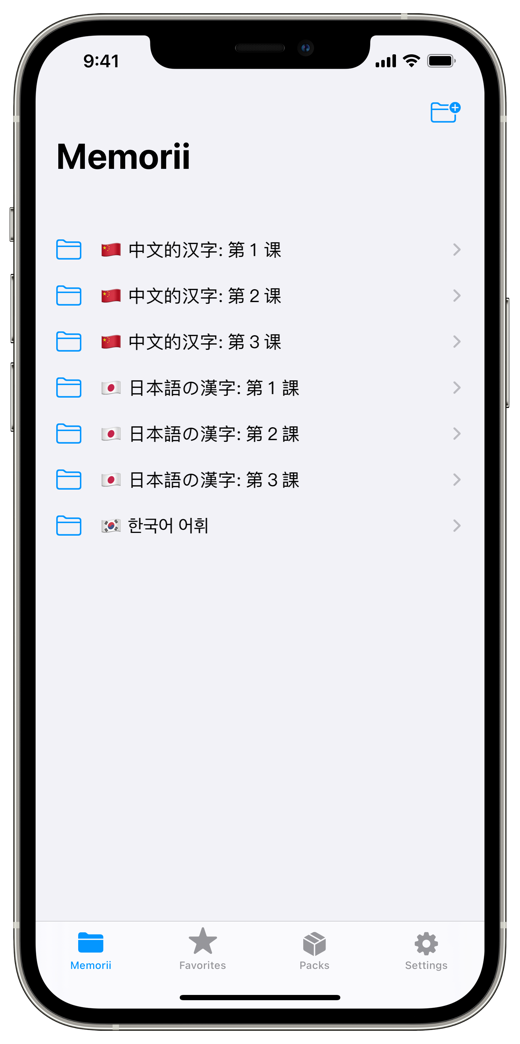 9:41
Memorii
🇨🇳 中文的汉字: 第 1 课
🇨🇳 中文的汉字: 第 2 课
🇨🇳 中文的汉字: 第 3 课
🇯🇵 日本語の漢字: 第 1 課
🇯🇵 日本語の漢字: 第 2 課
🇯🇵 日本語の漢字: 第 3 課
🇰🇷 한국어 어휘
Memorii Favorites Packs Settings